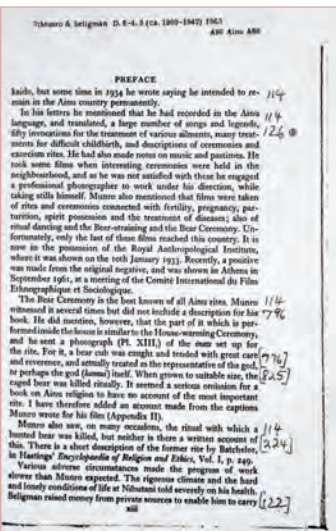 7:Munro & Seligman D. E-4, 5 (ca. 1900-1942) 1963
AB6 Ainu AB6
PREFACE
kaido, but some time in 1934 he wrote saying he intended to re- 114
main in the Ainu country permanently.
In his letters he mentioned that he had recorded in the Ainu 114
language, and translated, a large number of songs and legends, 126
fifty invocations for the treatment of various ailments, many treat-
ments for difficult childbirth, and descriptions of ceremonies and
exorcism rites. He had also made notes on music and pastimes. He
took some films when interesting ceremonies were held in the
neighbourhood, and as he was not satisfied with these he engaged
a professional photographer to work under his direction, while
taking stills himself. Munro also mentioned that films were taken
of rites and ceremonies connected with fertility, pregnancy, par-
turition, spirit possession and the treatment of diseases; also of
ritual dancing and the Beer-straining and the Bear Ceremony. Un-
fortunately, only the last of these films reached this country. It is
now in the possession of the Royal Anthropological Institute,
where it was shown on the 10th January 1933. Recently, a positive
was made from the original negative, and was shown in Athens in
September 1961, at a meeting of the Comité International du Film
Ethnographique et Sociologique.
The Bear Ceremony is the best known of all Ainu rites. Munro 114
witnessed it several times but did not include a description for his 796
book. He did mention, however, that the part of it which is per-
formed inside the house is similar to the House-warming Ceremony,
and he sent a photograph (Pl. XIII,) of the inau set up for
the rite. For it, a bear cub was caught and tended with great care [776]
and reverence, and actually treated as the representative of the god,
or perhaps the god (kamui) itself. When grown to suitable size, the [825]
caged bear was killed ritually. It seemed a serious omission for a
book on Ainu religion to have no account of the most important
rite. I have therefore added an account made from the captions
Munro wrote for his film (Appendix II).
Munro also saw, on many occasions, the ritual with which a 114
hunted bear was killed, but neither is there a written account of [224]
this. There is a short description of the former rite by Batchelor,
in Hastings' Encyclopaedia of Religion and Ethics, Vol. I, p. 249.
Various adverse circumstances made the progress of work
slower than Munro expected. The rigorous climate and the hard
and lonely conditions of life at Nibutani told severely on his health.
Seligman raised money from private sources to enable him to carry [122]
xiii